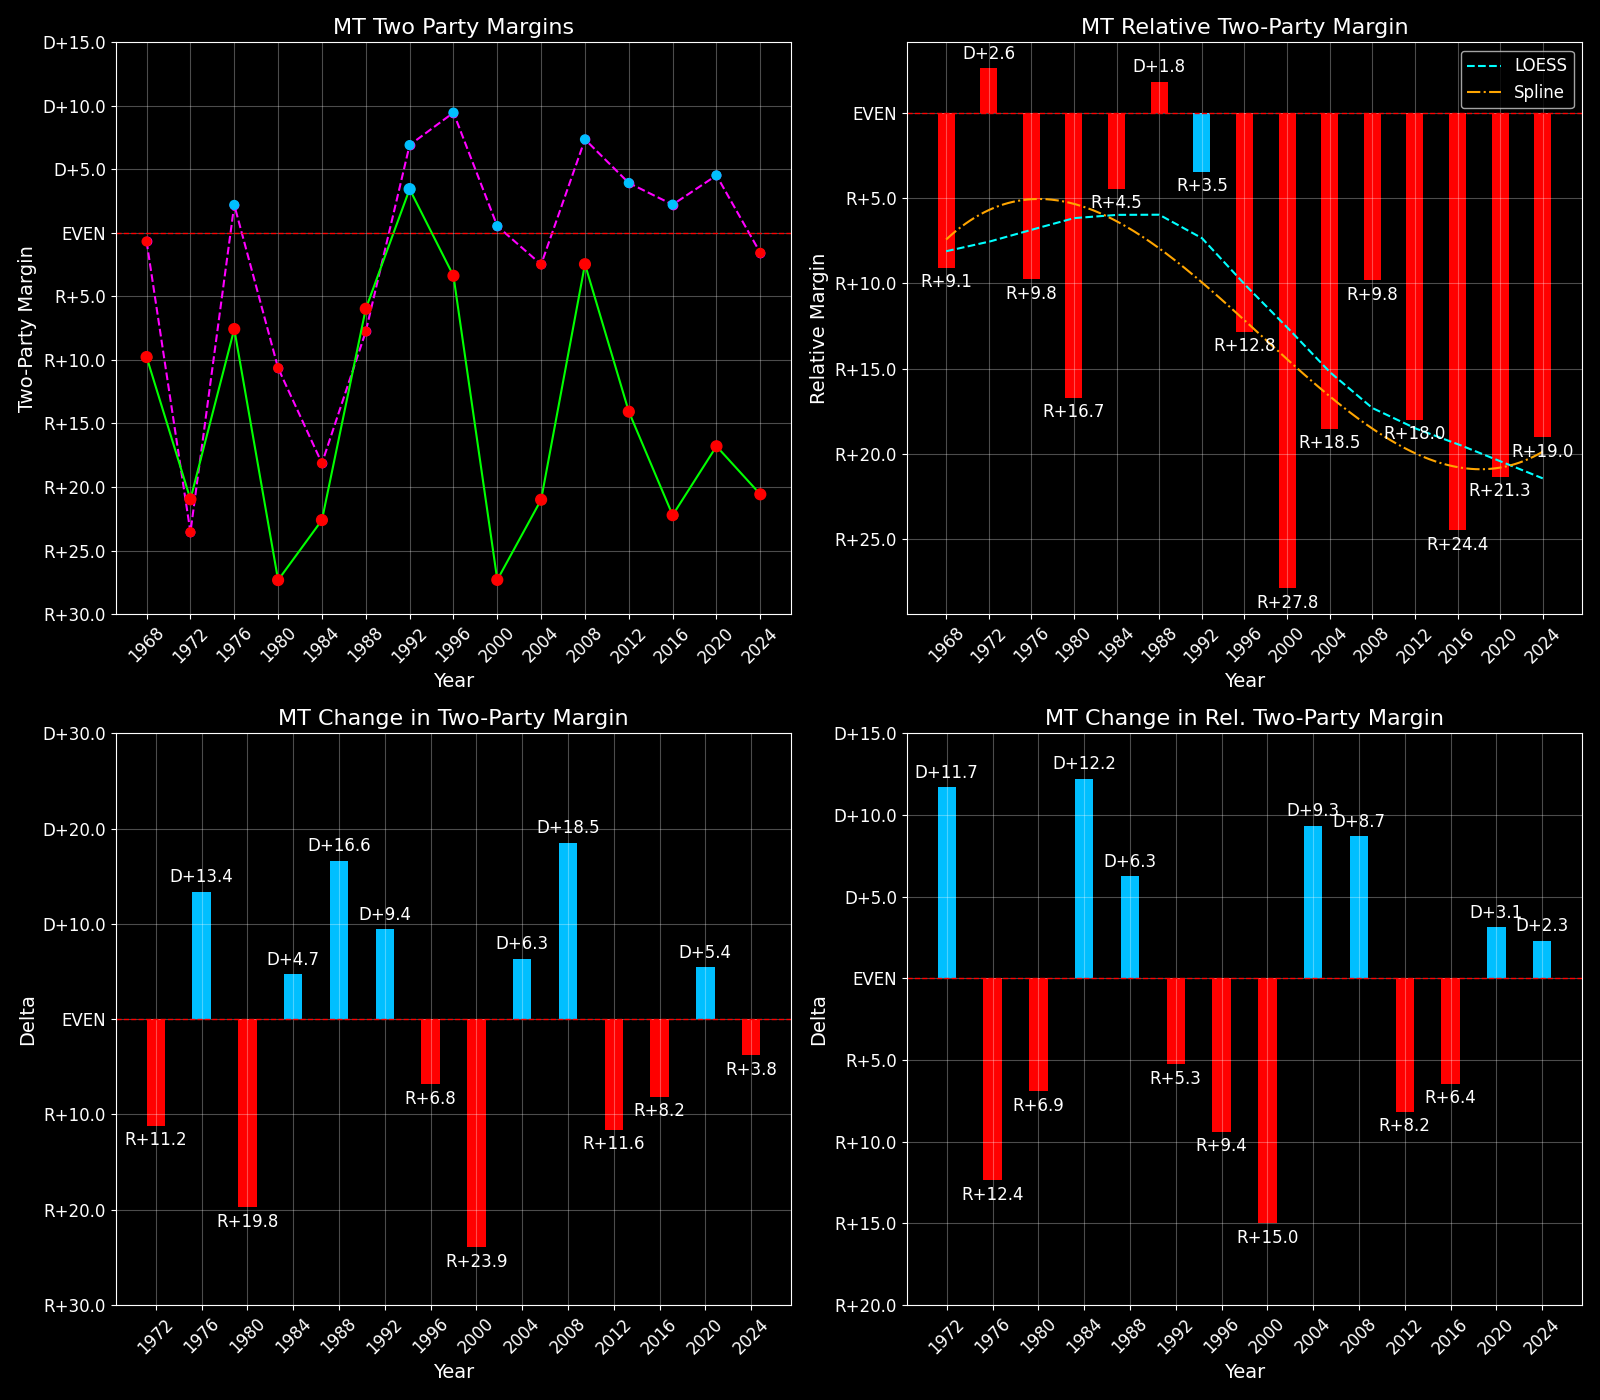 MT Two Party Margins
D+15.0
D+10.0
D+5.0
EVEN
R+5.0
R+10.0
R+15.0
R+20.0
R+25.0
R+30.0
Two-Party Margin
1968
1972
1976
1980
1984
1988
1992
1996
2000
2004
2008
2012
2016
2020
2024
Year
MT Relative Two-Party Margin
LOESS
Spline
EVEN
R+5.0
R+10.0
R+15.0
R+20.0
R+25.0
Relative Margin
R+9.1
D+2.6
R+9.8
R+16.7
R+4.5
D+1.8
R+3.5
R+12.8
R+27.8
R+18.5
R+9.8
R+18.0
R+24.4
R+21.3
R+19.0
1968
1972
1976
1980
1984
1988
1992
1996
2000
2004
2008
2012
2016
2020
2024
Year
MT Change in Two-Party Margin
D+30.0
D+20.0
D+10.0
EVEN
R+10.0
R+20.0
R+30.0
Delta
R+11.2
D+13.4
R+19.8
D+4.7
D+16.6
D+9.4
R+6.8
R+23.9
D+6.3
D+18.5
R+11.6
R+8.2
D+5.4
R+3.8
1972
1976
1980
1984
1988
1992
1996
2000
2004
2008
2012
2016
2020
2024
Year
MT Change in Rel. Two-Party Margin
D+15.0
D+10.0
D+5.0
EVEN
R+5.0
R+10.0
R+15.0
R+20.0
Delta
D+11.7
R+12.4
R+6.9
D+12.2
D+6.3
R+5.3
R+9.4
R+15.0
D+9.3
D+8.7
R+8.2
R+6.4
D+3.1
D+2.3
1972
1976
1980
1984
1988
1992
1996
2000
2004
2008
2012
2016
2020
2024
Year